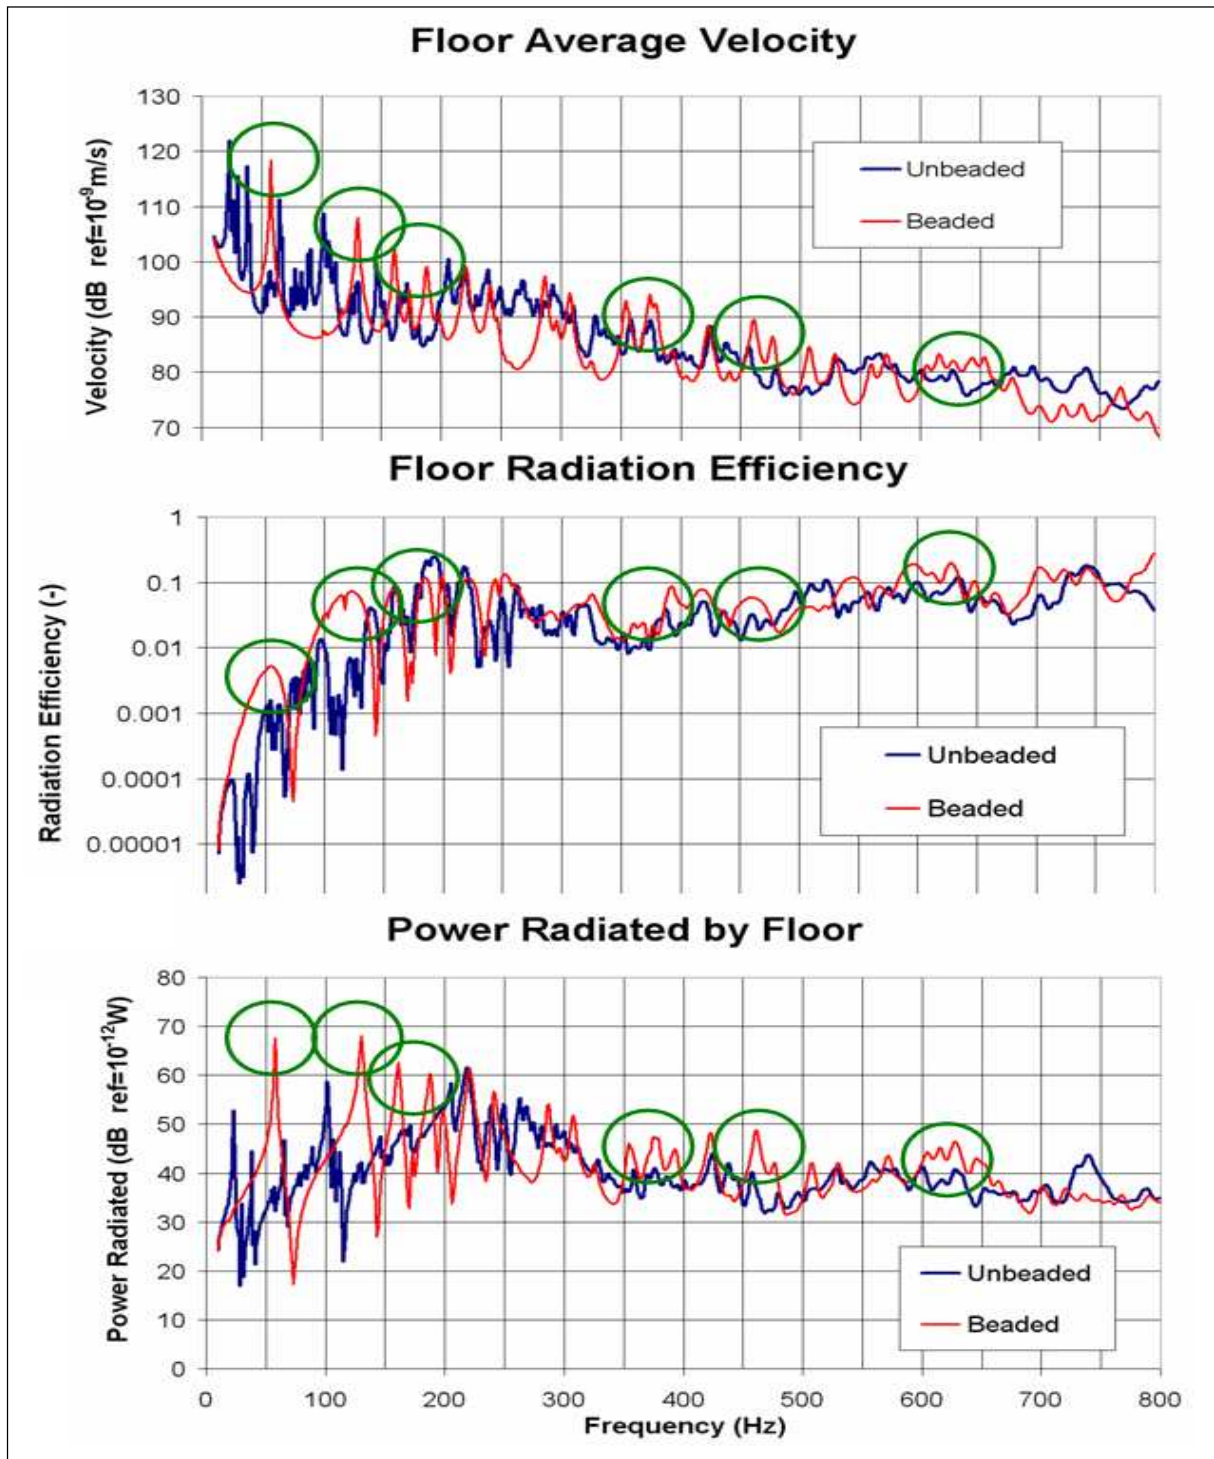 Floor Average Velocity
Velocity (dB ref=10⁻⁹m/s)
130
120
110
100
90
80
70
Unbeaded
Beaded
Floor Radiation Efficiency
Radiation Efficiency (-)
1
0.1
0.01
0.001
0.0001
0.00001
Unbeaded
Beaded
Power Radiated by Floor
Power Radiated (dB ref=10⁻¹²W)
80
70
60
50
40
30
20
10
0
Unbeaded
Beaded
0 100 200 300 400 500 600 700 800
Frequency (Hz)